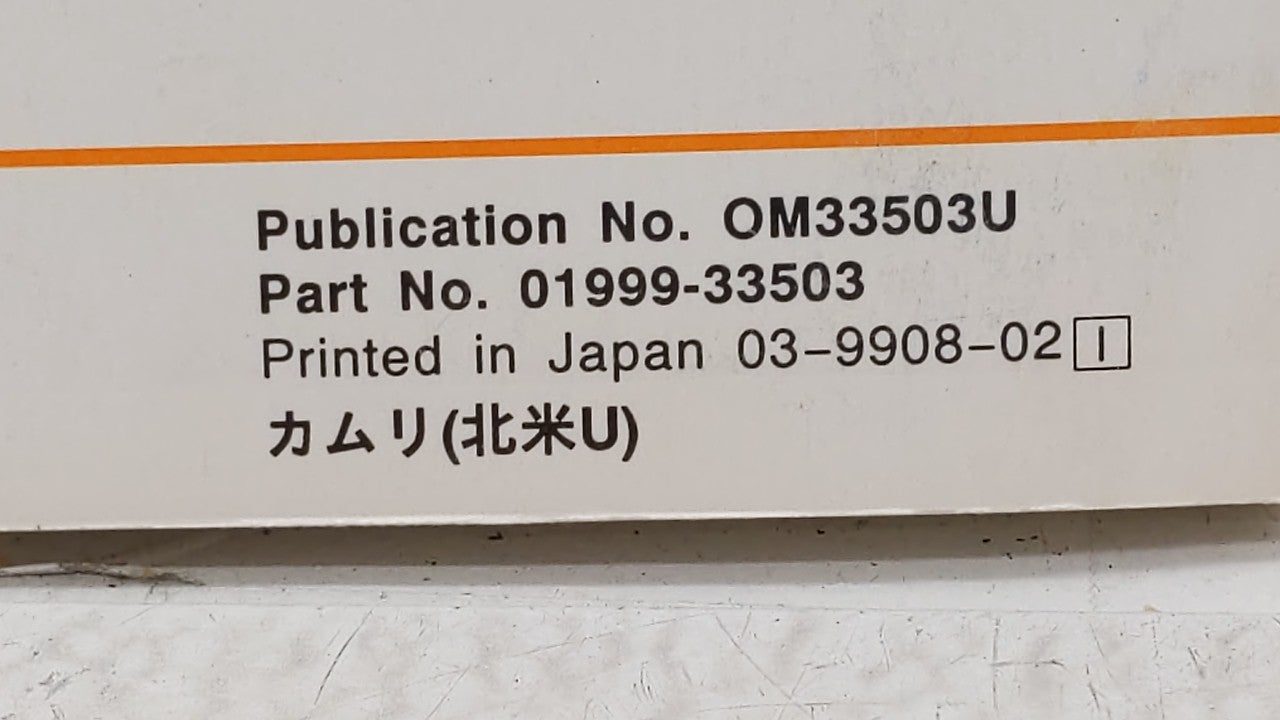 Publication No. OM33503U
Part No. 01999-33503
Printed in Japan 03–9908–02 I
カムリ(北米U)